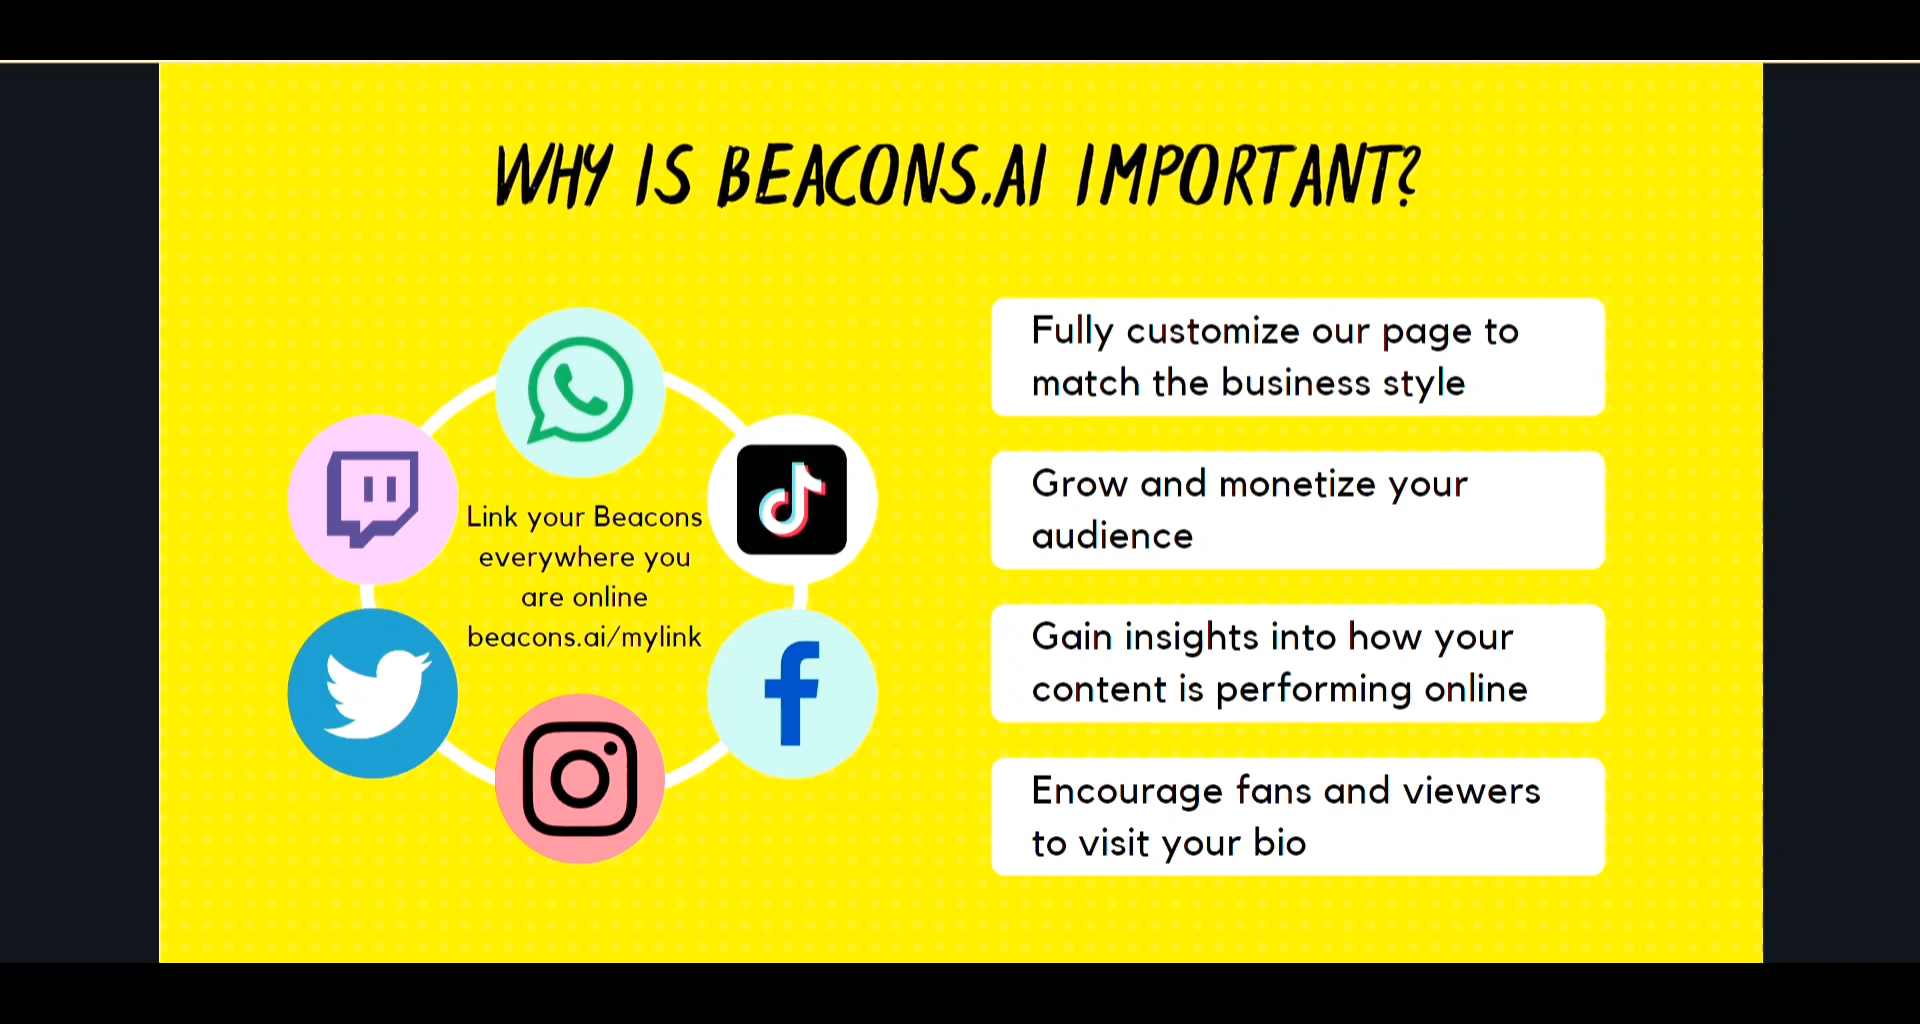 WHY IS BEACONS.AI IMPORTANT?
Link your Beacons
everywhere you
are online
beacons.ai/mylink
Fully customize our page to
match the business style
Grow and monetize your
audience
Gain insights into how your
content is performing online
Encourage fans and viewers
to visit your bio